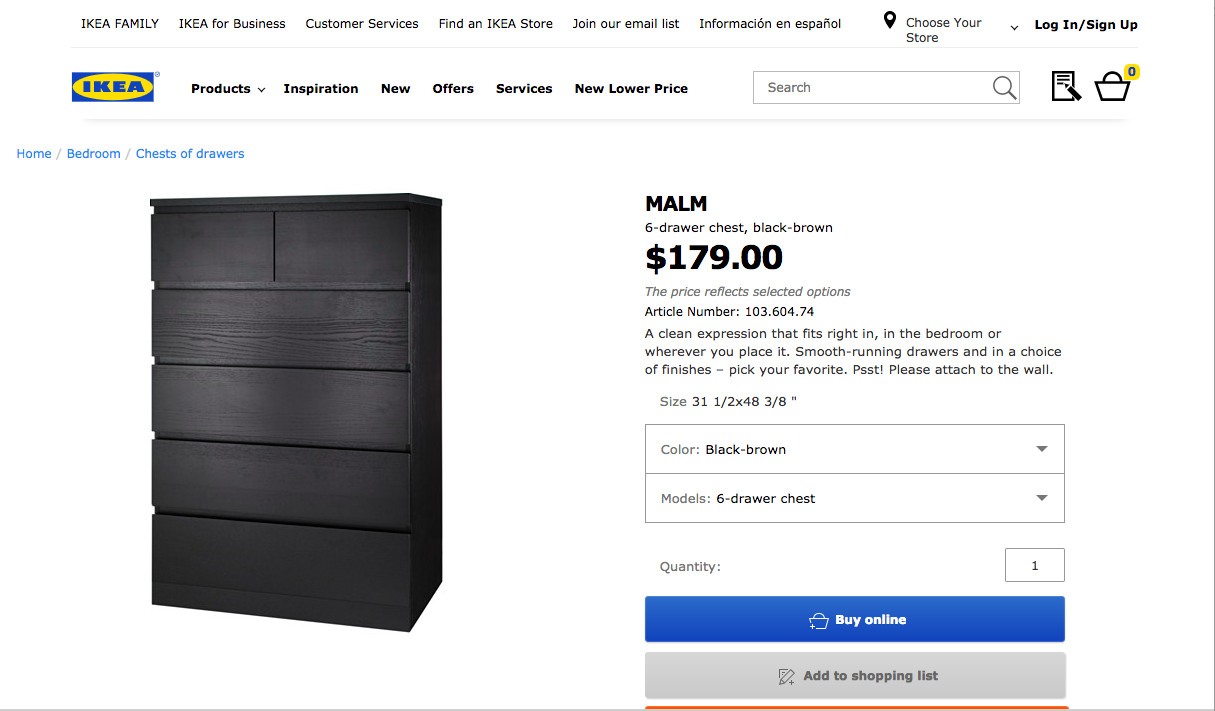 IKEA FAMILY IKEA for Business Customer Services Find an IKEA Store Join our email list Información en español Choose Your Store Log In/Sign Up
IKEA ® Products Inspiration New Offers Services New Lower Price Search 0
Home / Bedroom / Chests of drawers
MALM
6-drawer chest, black-brown
$179.00
The price reflects selected options
Article Number: 103.604.74
A clean expression that fits right in, in the bedroom or
wherever you place it. Smooth-running drawers and in a choice
of finishes – pick your favorite. Psst! Please attach to the wall.
Size 31 1/2x48 3/8 "
Color: Black-brown
Models: 6-drawer chest
Quantity: 1
Buy online
Add to shopping list